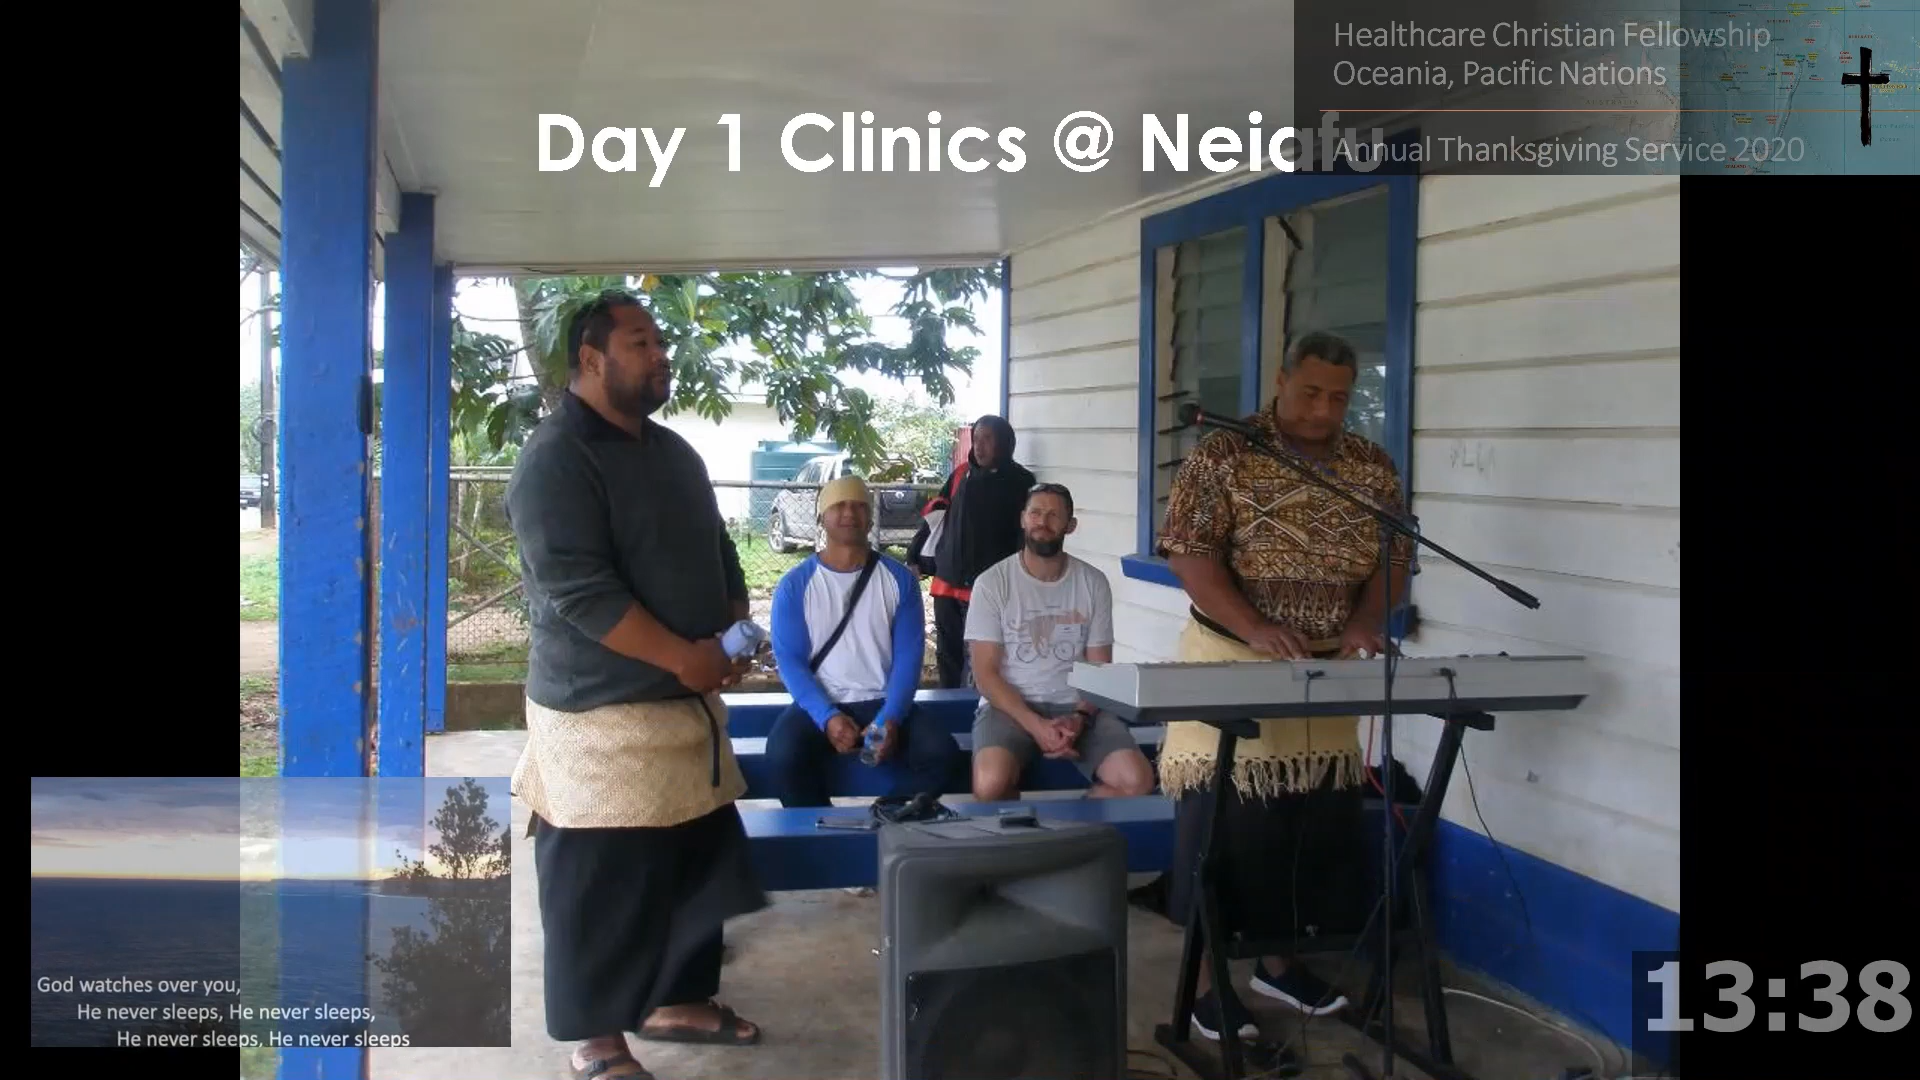 Healthcare Christian Fellowship
Oceania, Pacific Nations
Day 1 Clinics @ Neiafu
Annual Thanksgiving Service 2020
God watches over you,
He never sleeps, He never sleeps,
He never sleeps, He never sleeps
13:38